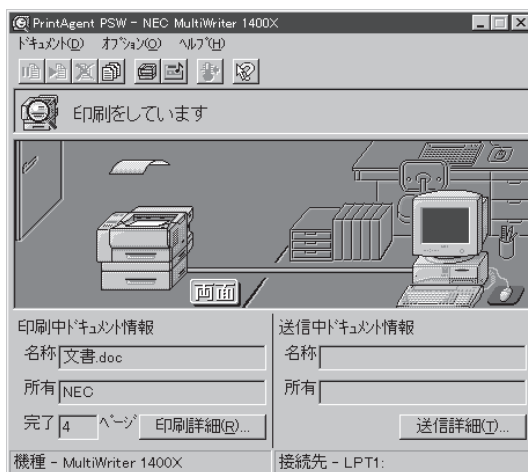 PrintAgent PSW - NEC MultiWriter 1400X
ドキュメント(D) オプション(O) ヘルプ(H)
印刷をしています
両面
印刷中ドキュメント情報
名称 文書.doc
所有 NEC
完了 4 ページ 印刷詳細(R)...
送信中ドキュメント情報
名称
所有
送信詳細(T)...
機種 - MultiWriter 1400X
接続先 - LPT1: